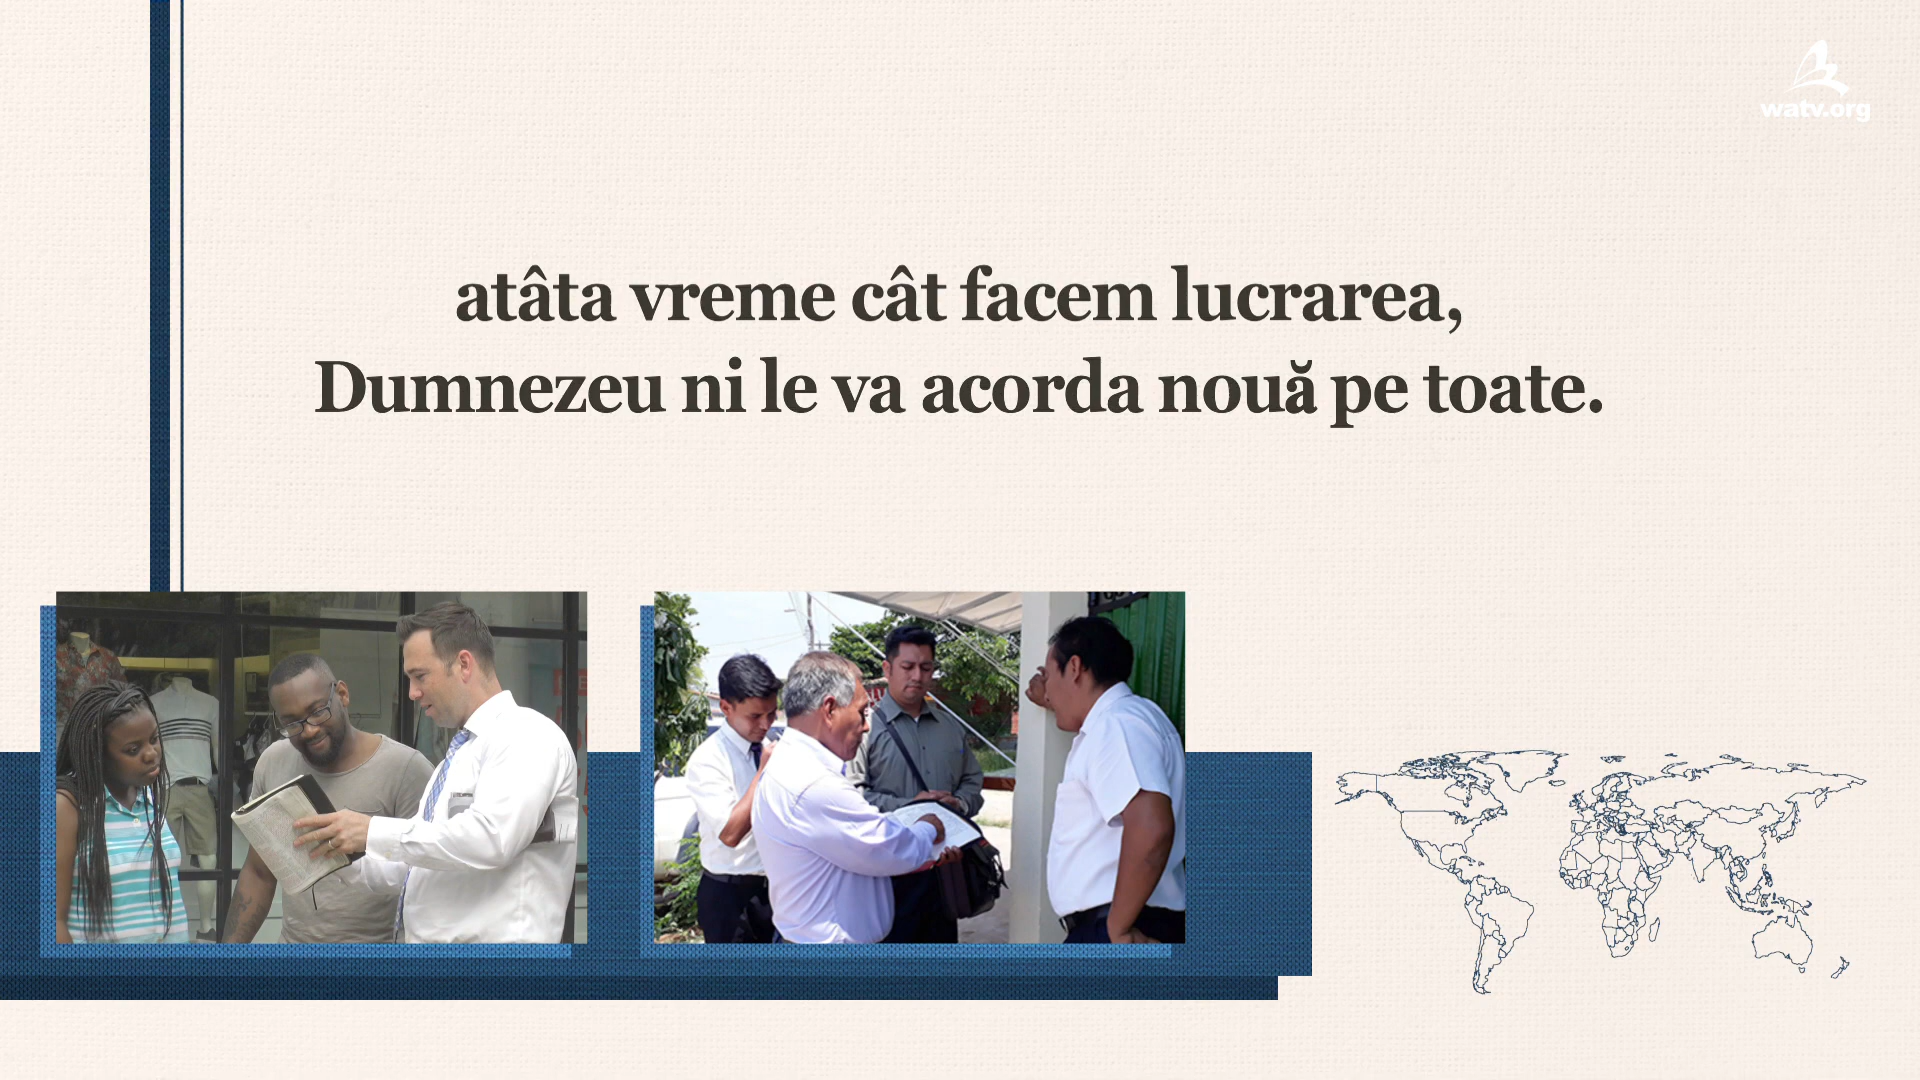 watv.org
atâta vreme cât facem lucrarea,
Dumnezeu ni le va acorda nouă pe toate.